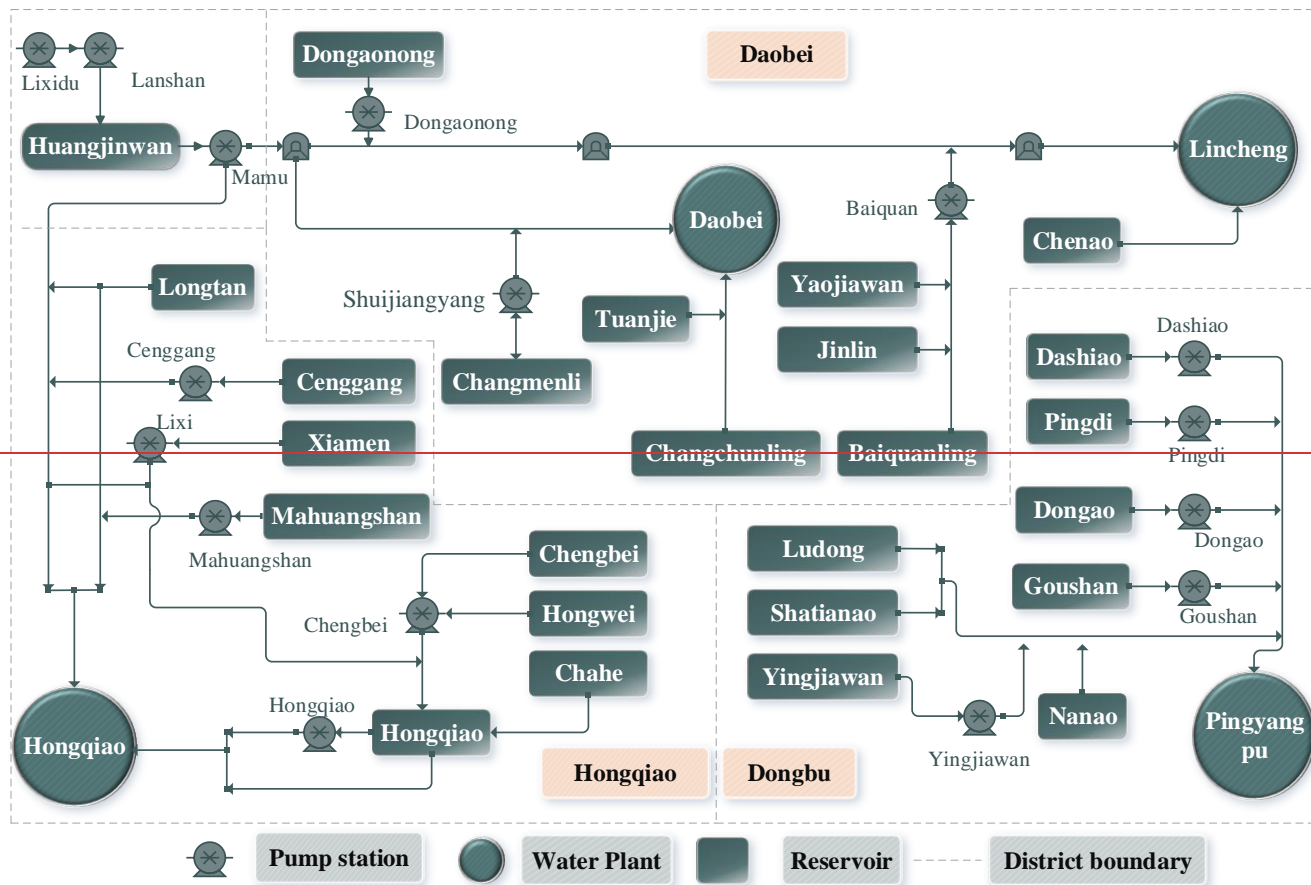 Dongaonong
Daobei
Lixidu
Lanshan
Dongaonong
Huangjinwan
Mamu
Lincheng
Daobei
Baiquan
Chenao
Longtan
Shuijiangyang
Yaojiawan
Tuanjie
Jinlin
Dashiao
Dashiao
Cenggang
Cenggang
Changmenli
Pingdi
Pingdi
Lixi
Xiamen
Changchunling
Baiquanling
Mahuangshan
Mahuangshan
Dongao
Dongao
Chengbei
Ludong
Goushan
Goushan
Chengbei
Hongwei
Shatianao
Chahe
Yingjiawan
Hongqiao
Hongqiao
Hongqiao
Nanao
Yingjiawan
Pingyang
pu
Hongqiao
Dongbu
Pump station
Water Plant
Reservoir
District boundary